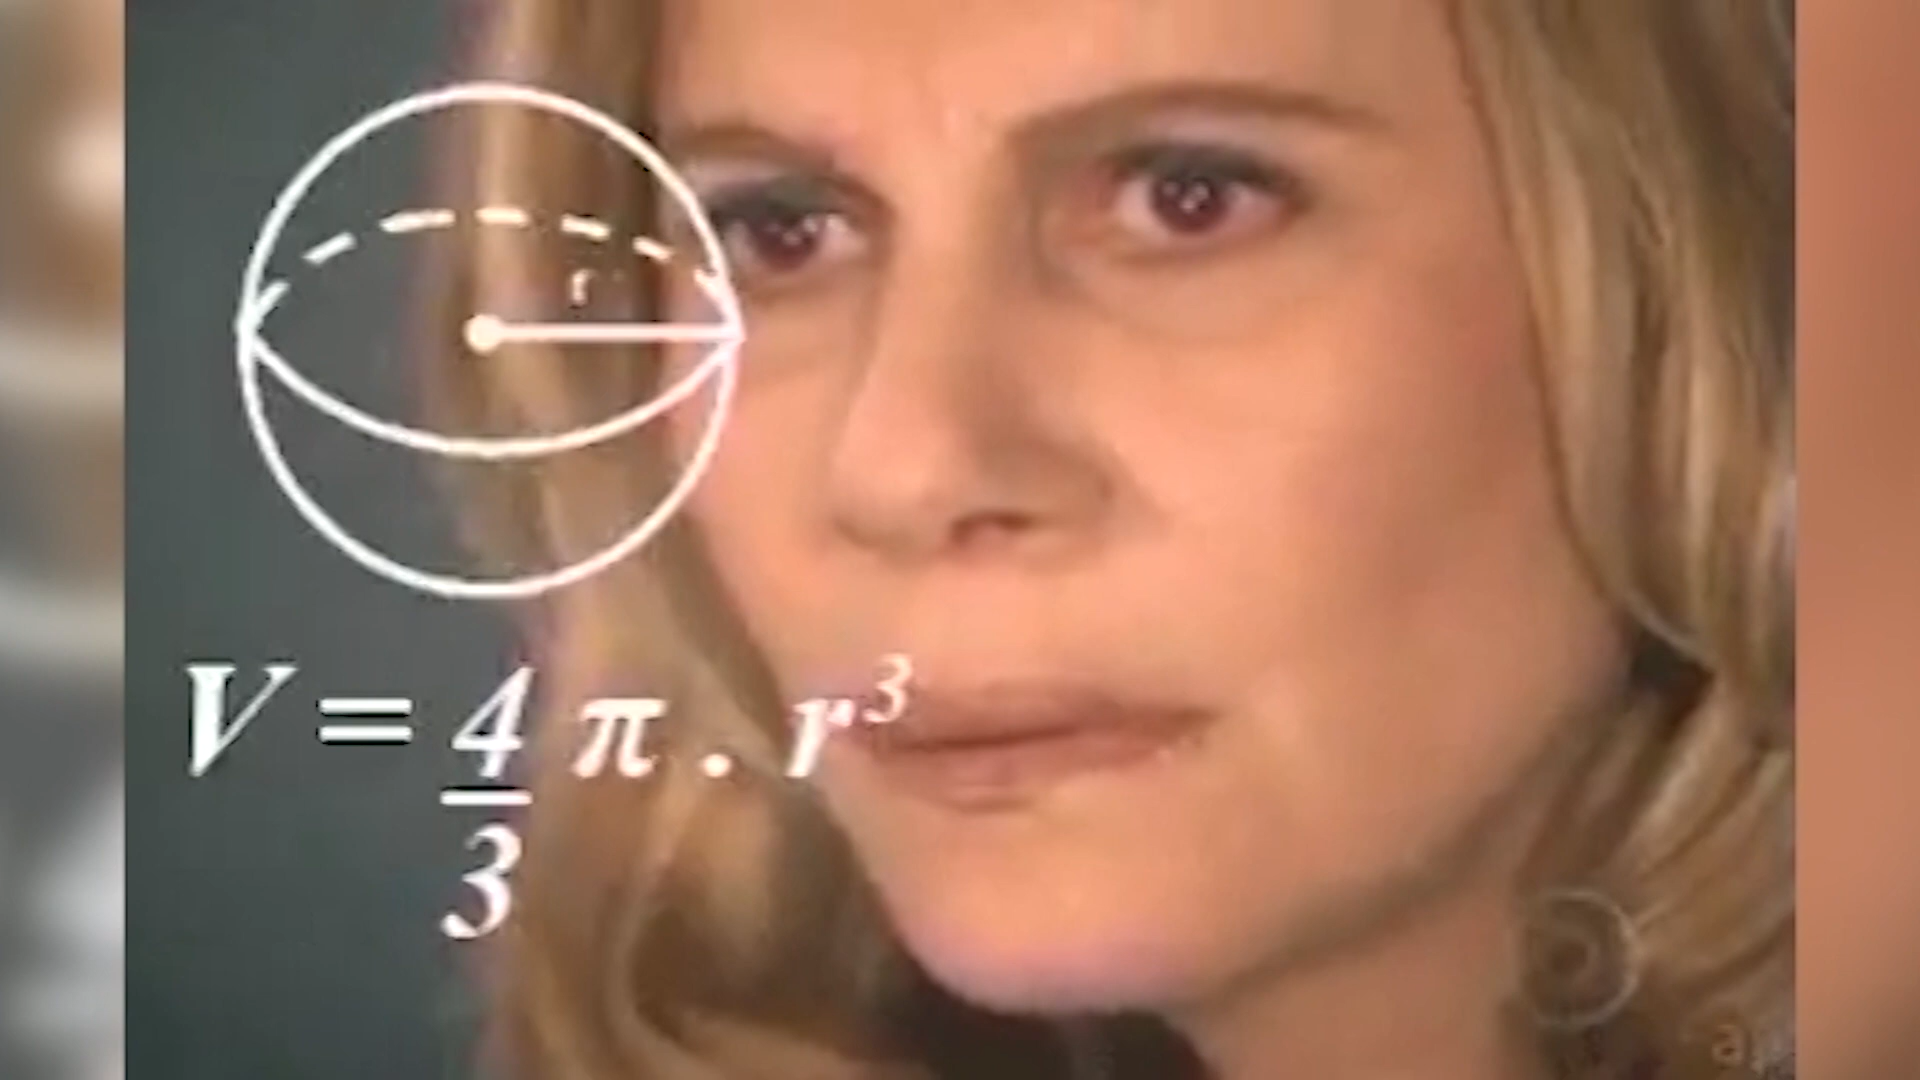 r
V = 4/3 π . r³